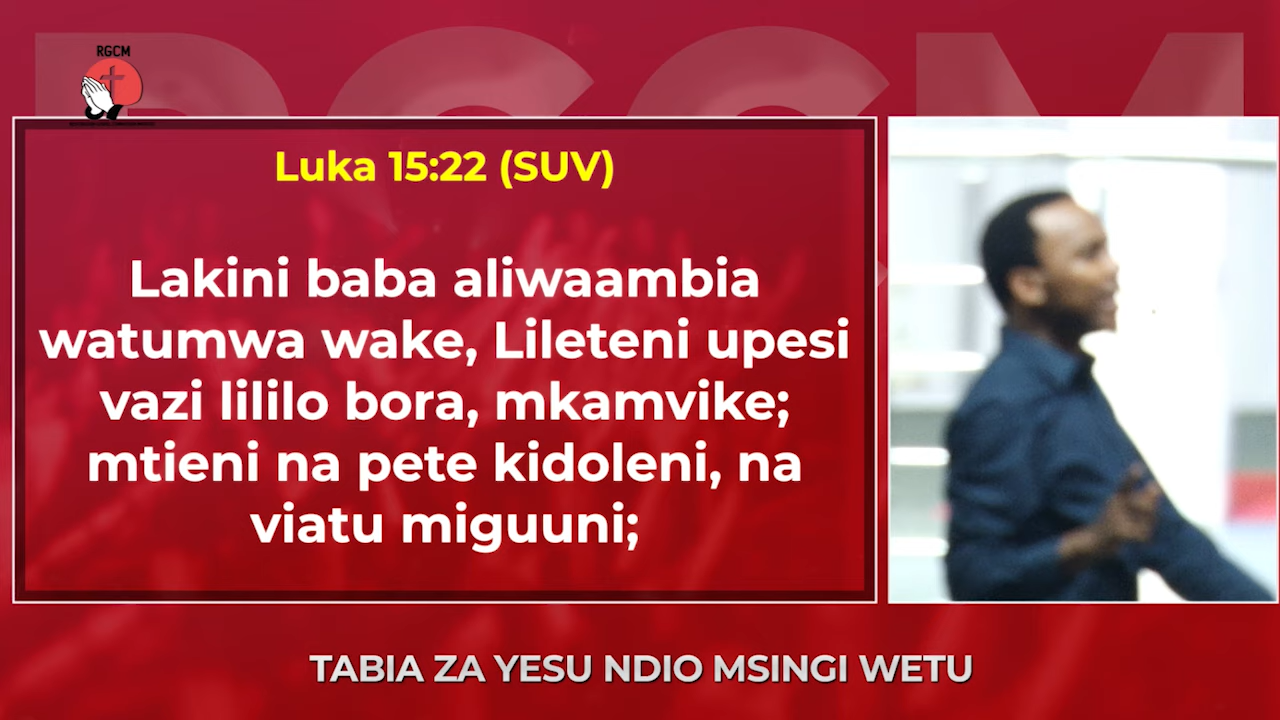 RGCM
RGCM
Luka 15:22 (SUV)
Lakini baba aliwaambia
watumwa wake, Lileteni upesi
vazi lililo bora, mkamvike;
mtieni na pete kidoleni, na
viatu miguuni;
TABIA ZA YESU NDIO MSINGI WETU